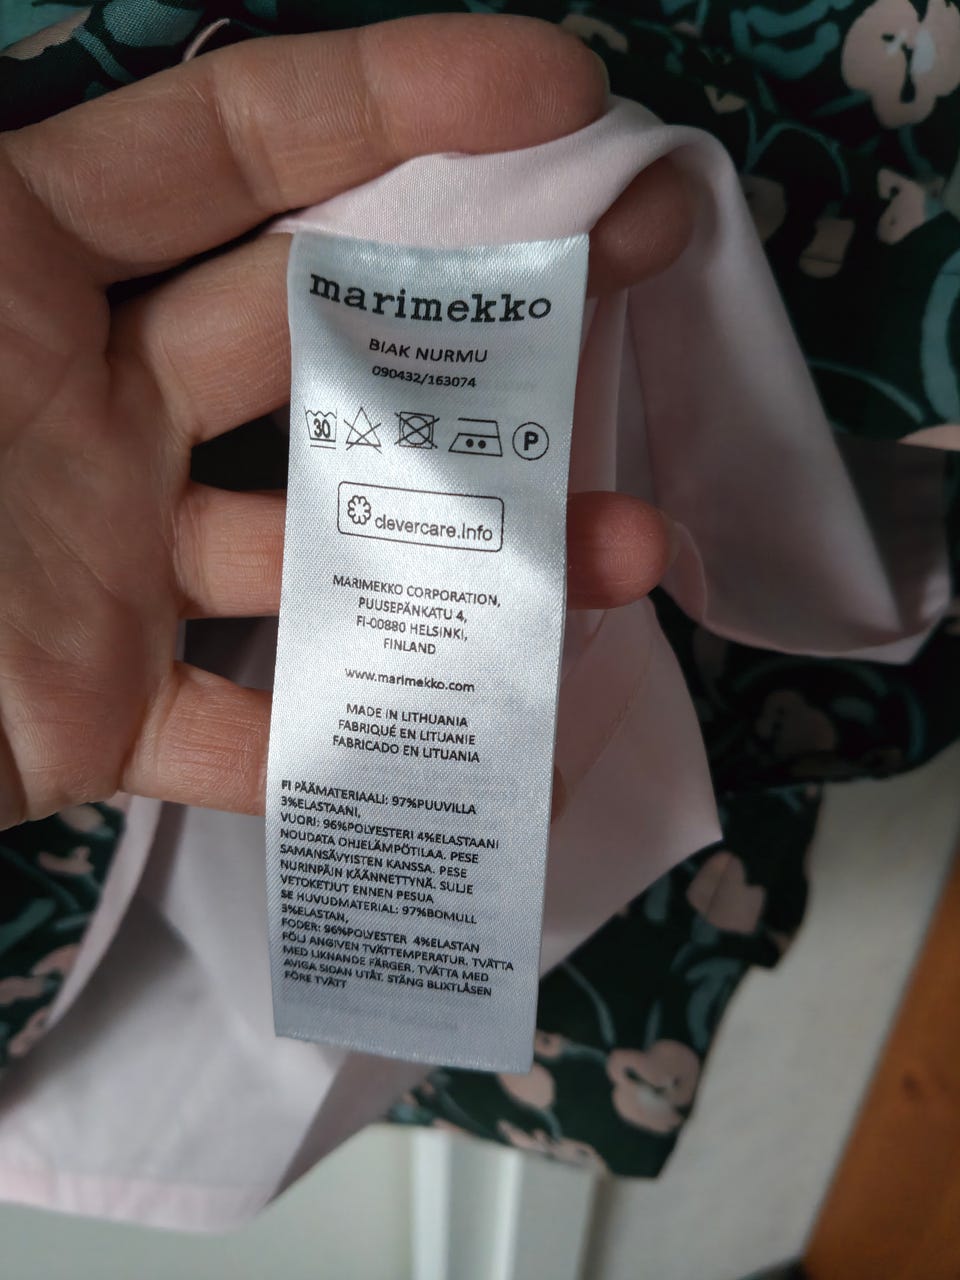 marimekko
BIAK NURMU
090432/163074
30 P
clevercare.info
MARIMEKKO CORPORATION,
PUUSEPÄNKATU 4,
FI-00880 HELSINKI,
FINLAND
www.marimekko.com
MADE IN LITHUANIA
FABRIQUÉ EN LITUANIE
FABRICADO EN LITUANIA
FI PÄÄMATERIAALI: 97%PUUVILLA
3%ELASTAANI,
VUORI: 96%POLYESTERI 4%ELASTAANI
NOUDATA OHJELÄMPÖTILAA. PESE
SAMANSÄVYISTEN KANSSA. PESE
NURINPÄIN KÄÄNNETTYNÄ. SULJE
VETOKETJUT ENNEN PESUA
SE HUVUDMATERIAL: 97%BOMULL
3%ELASTAN,
FODER: 96%POLYESTER 4%ELASTAN
FÖLJ ANGIVEN TVÄTTEMPERATUR. TVÄTTA
MED LIKNANDE FÄRGER. TVÄTTA MED
AVIGA SIDAN UTÅT. STÄNG BLIXTLÅSEN
FÖRE TVÄTT